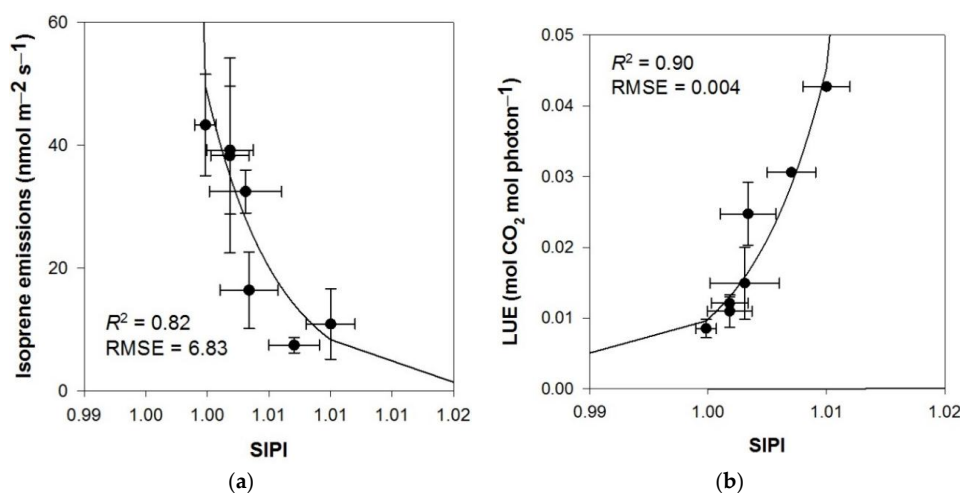 Isoprene emissions (nmol m⁻² s⁻¹)
60
40
20
0
R² = 0.82
RMSE = 6.83
0.99 1.00 1.00 1.01 1.01 1.01 1.02
SIPI
(a)
LUE (mol CO₂ mol photon⁻¹)
0.05
0.04
0.03
0.02
0.01
0.00
R² = 0.90
RMSE = 0.004
0.99 1.00 1.01 1.02
SIPI
(b)